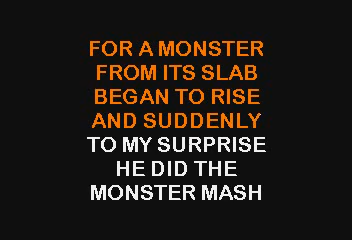 FOR A MONSTER
FROM ITS SLAB
BEGAN TO RISE
AND SUDDENLY
TO MY SURPRISE
HE DID THE
MONSTER MASH